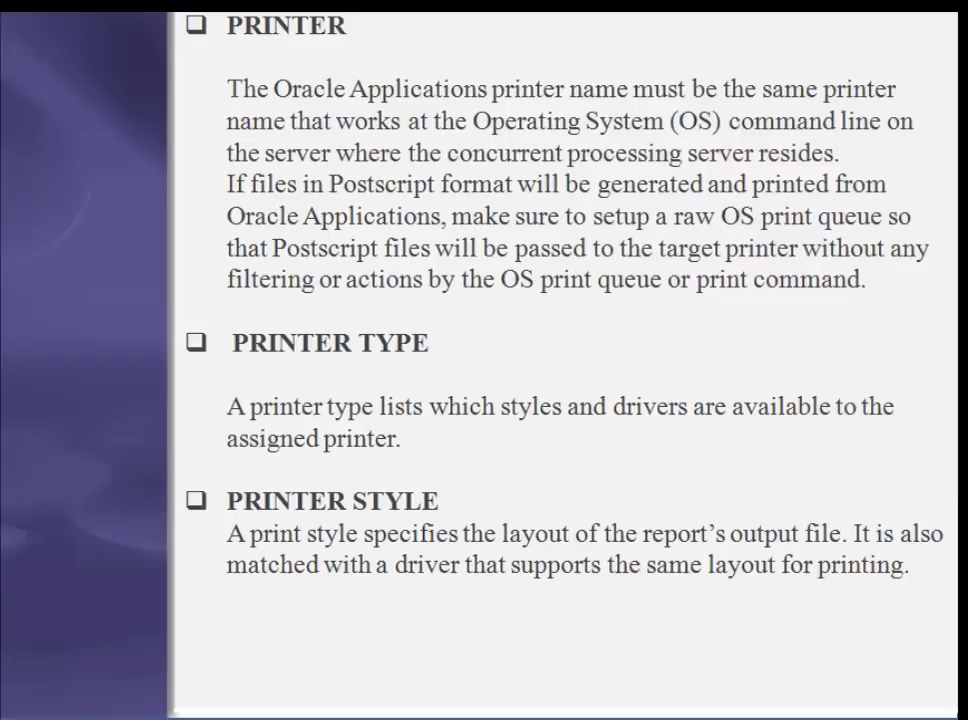 ❑ PRINTER
The Oracle Applications printer name must be the same printer
name that works at the Operating System (OS) command line on
the server where the concurrent processing server resides.
If files in Postscript format will be generated and printed from
Oracle Applications, make sure to setup a raw OS print queue so
that Postscript files will be passed to the target printer without any
filtering or actions by the OS print queue or print command.
❑ PRINTER TYPE
A printer type lists which styles and drivers are available to the
assigned printer.
❑ PRINTER STYLE
A print style specifies the layout of the report’s output file. It is also
matched with a driver that supports the same layout for printing.